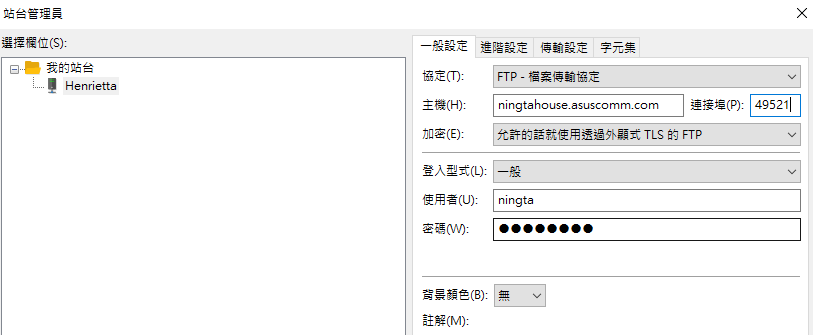 站台管理員
選擇欄位(S):
我的站台
Henrietta
一般設定 進階設定 傳輸設定 字元集
協定(T): FTP - 檔案傳輸協定
主機(H): ningtahouse.asuscomm.com 連接埠(P): 49521
加密(E): 允許的話就使用透過外顯式 TLS 的 FTP
登入型式(L): 一般
使用者(U): ningta
密碼(W): ●●●●●●●●
背景顏色(B): 無
註解(M):